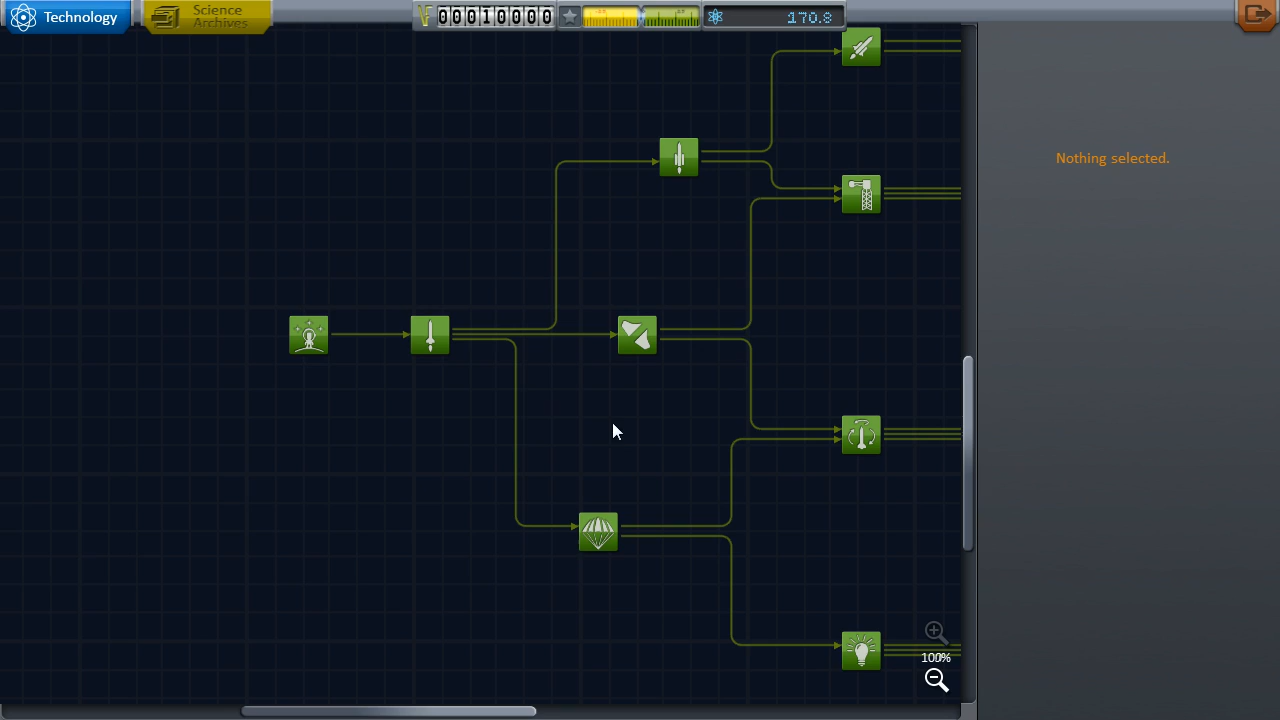 Technology
Science
Archives
00010000
170.8
Nothing selected.
100%